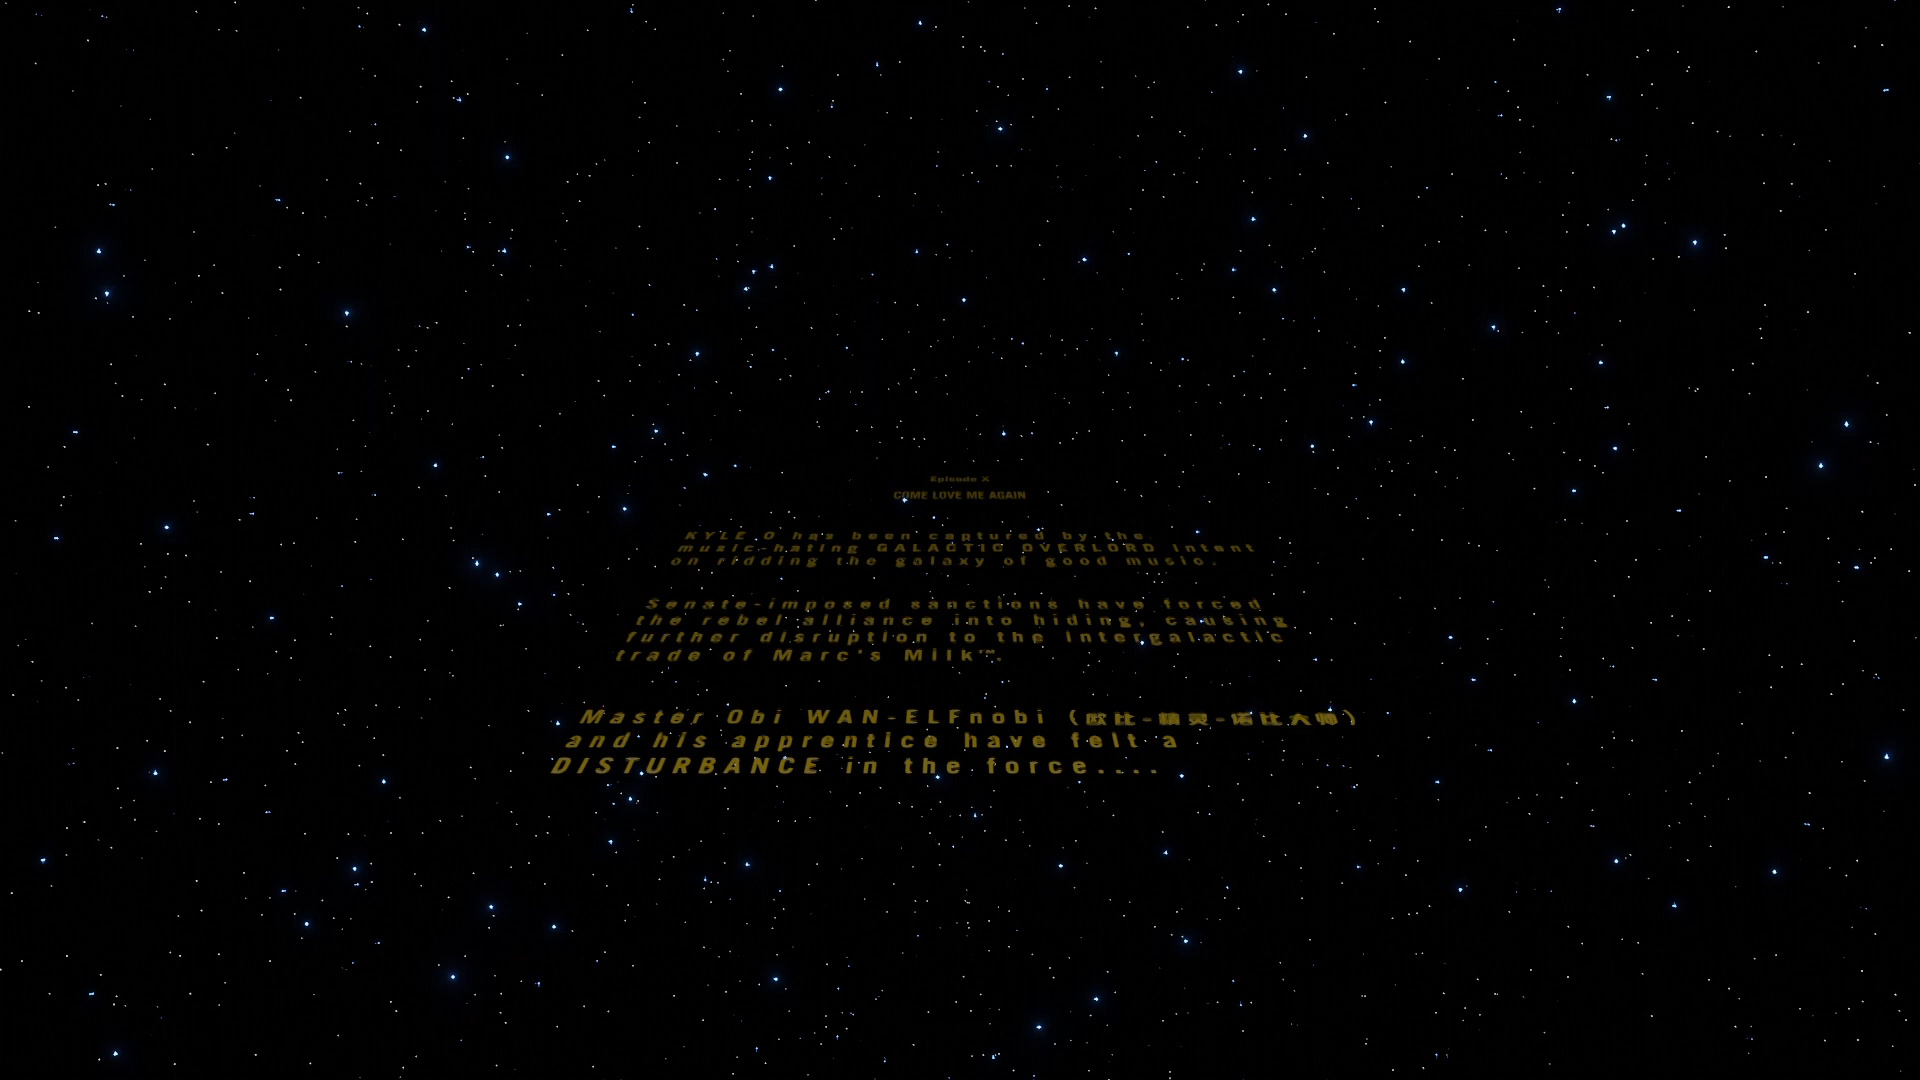 Episode X
COME LOVE ME AGAIN
KYLE O has been captured by the
music-hating GALACTIC OVERLORD intent
on ridding the galaxy of good music.
Senate-imposed sanctions have forced
the rebel alliance into hiding, causing
further disruption to the intergalactic
trade of Marc's Milk™.
Master Obi WAN-ELFnobi (欧比-精灵-诺比大师)
and his apprentice have felt a
DISTURBANCE in the force....